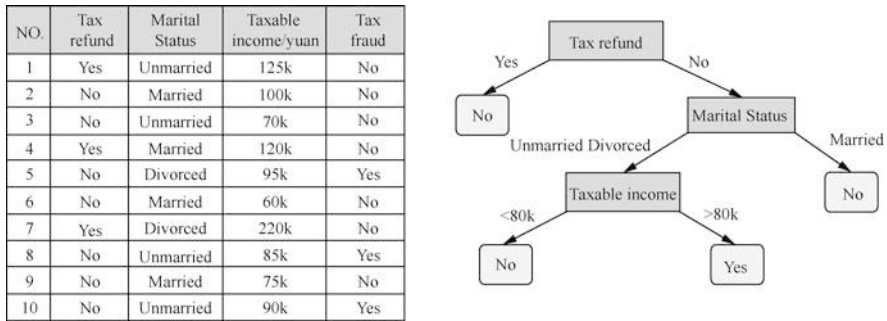 NO. Tax refund Marital Status Taxable income/yuan Tax fraud
1 Yes Unmarried 125k No
2 No Married 100k No
3 No Unmarried 70k No
4 Yes Married 120k No
5 No Divorced 95k Yes
6 No Married 60k No
7 Yes Divorced 220k No
8 No Unmarried 85k Yes
9 No Married 75k No
10 No Unmarried 90k Yes
Tax refund
Yes No
No
Marital Status
Unmarried Divorced Married
Taxable income
No
<80k >80k
No
Yes